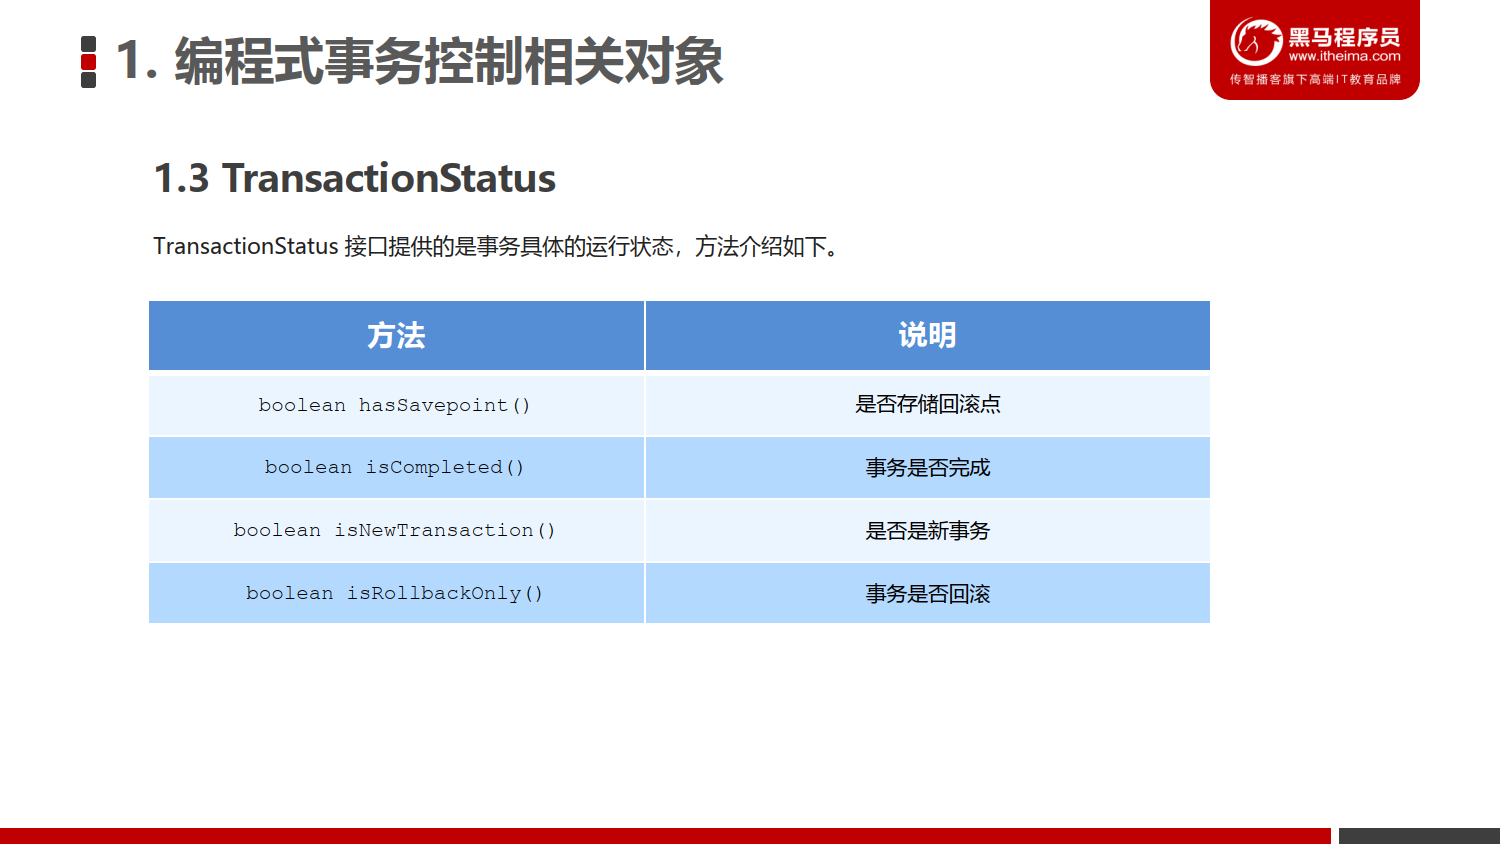 1. 编程式事务控制相关对象
黑马程序员
www.itheima.com
传智播客旗下高端IT教育品牌
1.3 TransactionStatus
TransactionStatus 接口提供的是事务具体的运行状态，方法介绍如下。
方法 说明
boolean hasSavepoint() 是否存储回滚点
boolean isCompleted() 事务是否完成
boolean isNewTransaction() 是否是新事务
boolean isRollbackOnly() 事务是否回滚